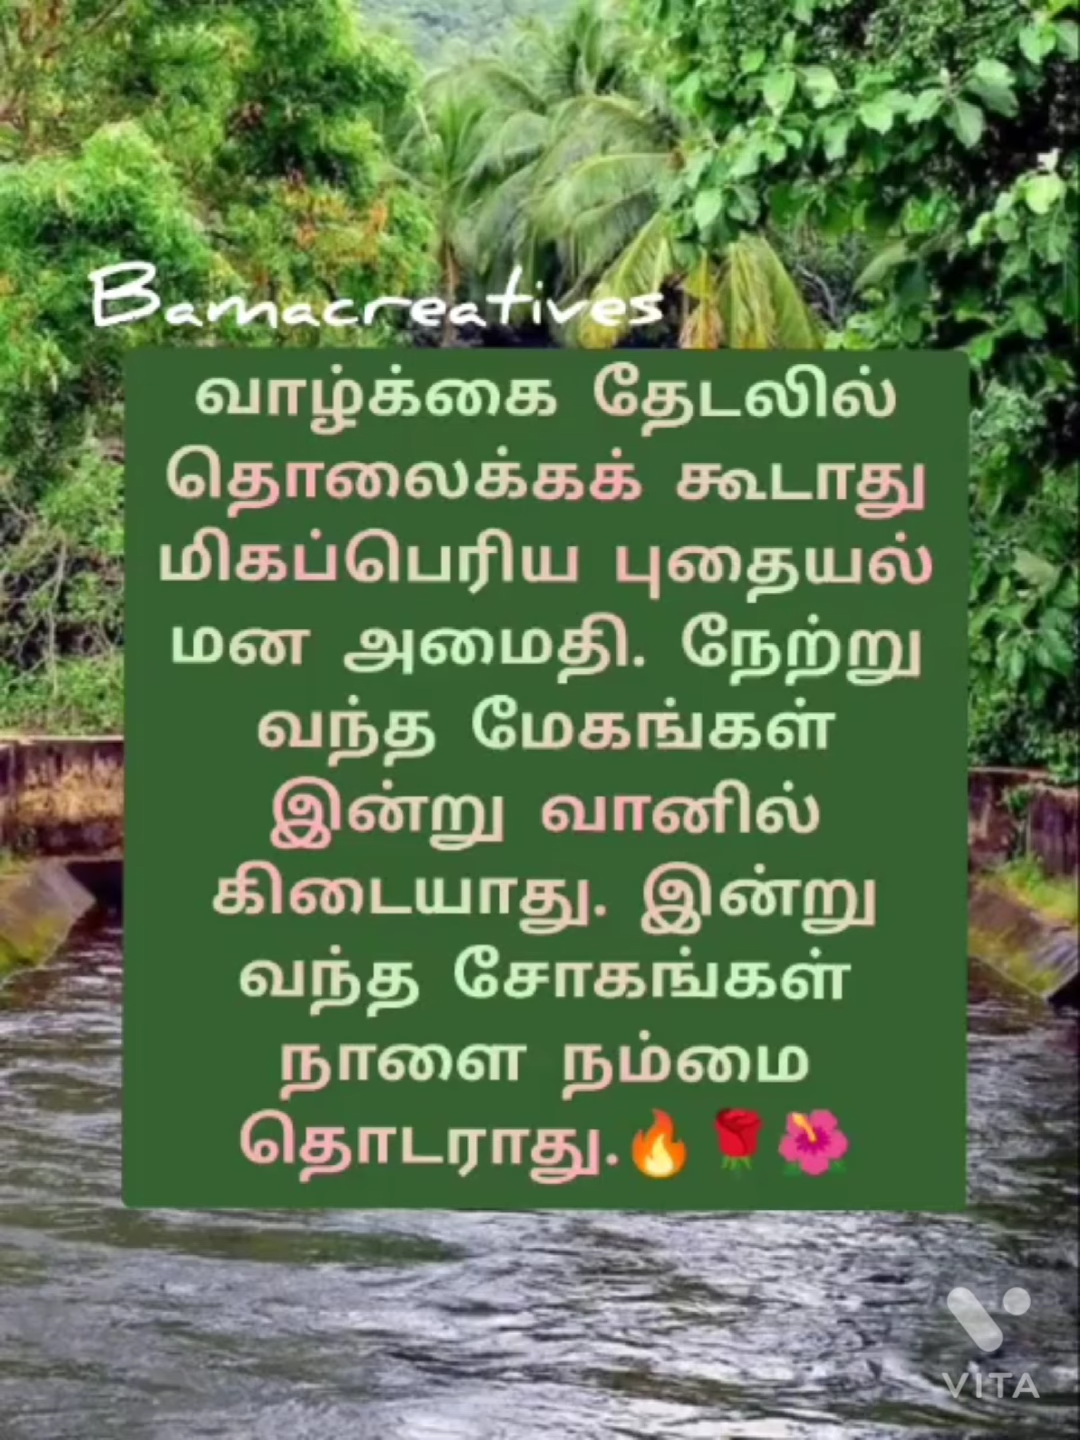 Bamacreatives
வாழ்க்கை தேடலில்
தொலைக்கக் கூடாது
மிகப்பெரிய புதையல்
மன அமைதி. நேற்று
வந்த மேகங்கள்
இன்று வானில்
கிடையாது. இன்று
வந்த சோகங்கள்
நாளை நம்மை
தொடராது.🔥🌹🌺
VITA